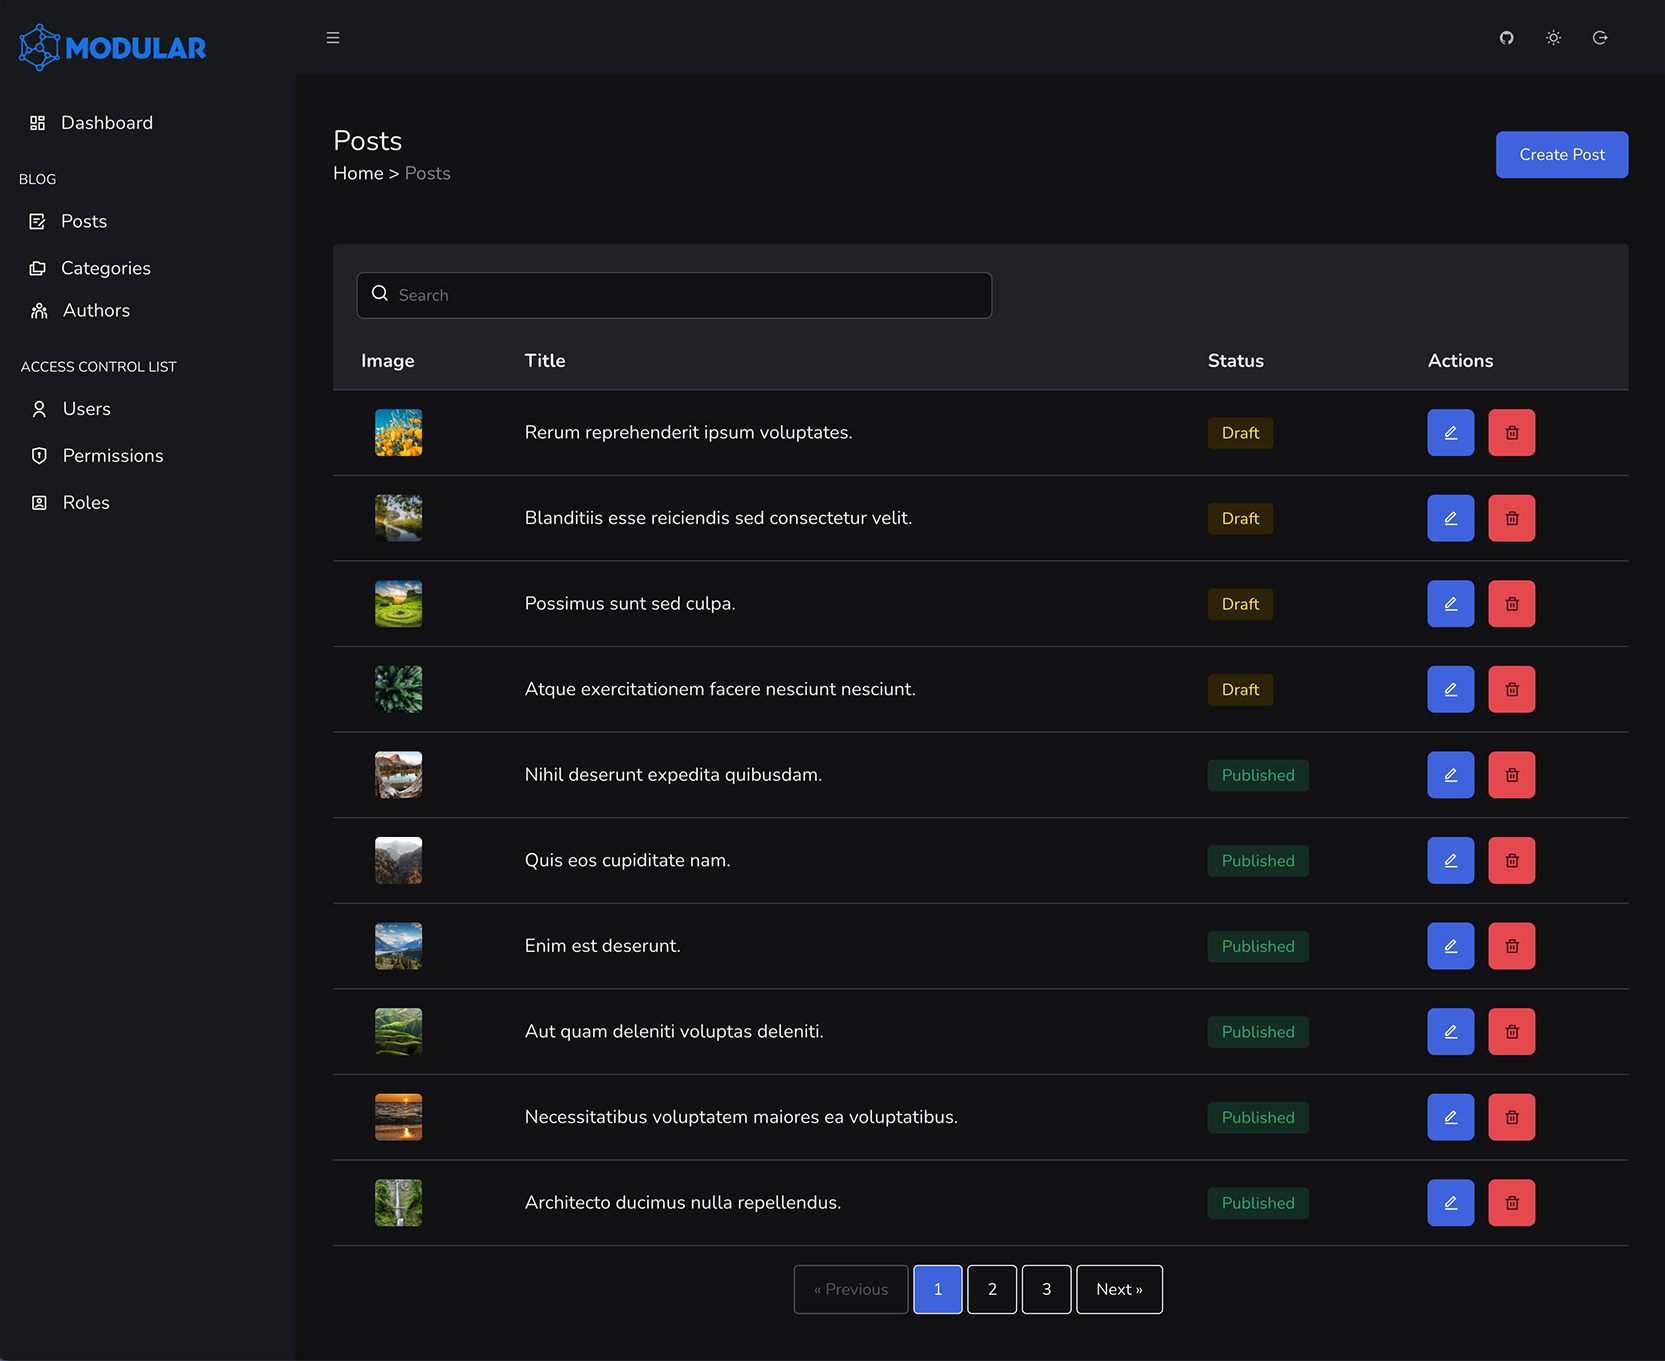 MODULAR
Dashboard
BLOG
Posts
Categories
Authors
ACCESS CONTROL LIST
Users
Permissions
Roles
Posts
Home > Posts
Create Post
Search
Image Title Status Actions
Rerum reprehenderit ipsum voluptates. Draft
Blanditiis esse reiciendis sed consectetur velit. Draft
Possimus sunt sed culpa. Draft
Atque exercitationem facere nesciunt nesciunt. Draft
Nihil deserunt expedita quibusdam. Published
Quis eos cupiditate nam. Published
Enim est deserunt. Published
Aut quam deleniti voluptas deleniti. Published
Necessitatibus voluptatem maiores ea voluptatibus. Published
Architecto ducimus nulla repellendus. Published
« Previous 1 2 3 Next »